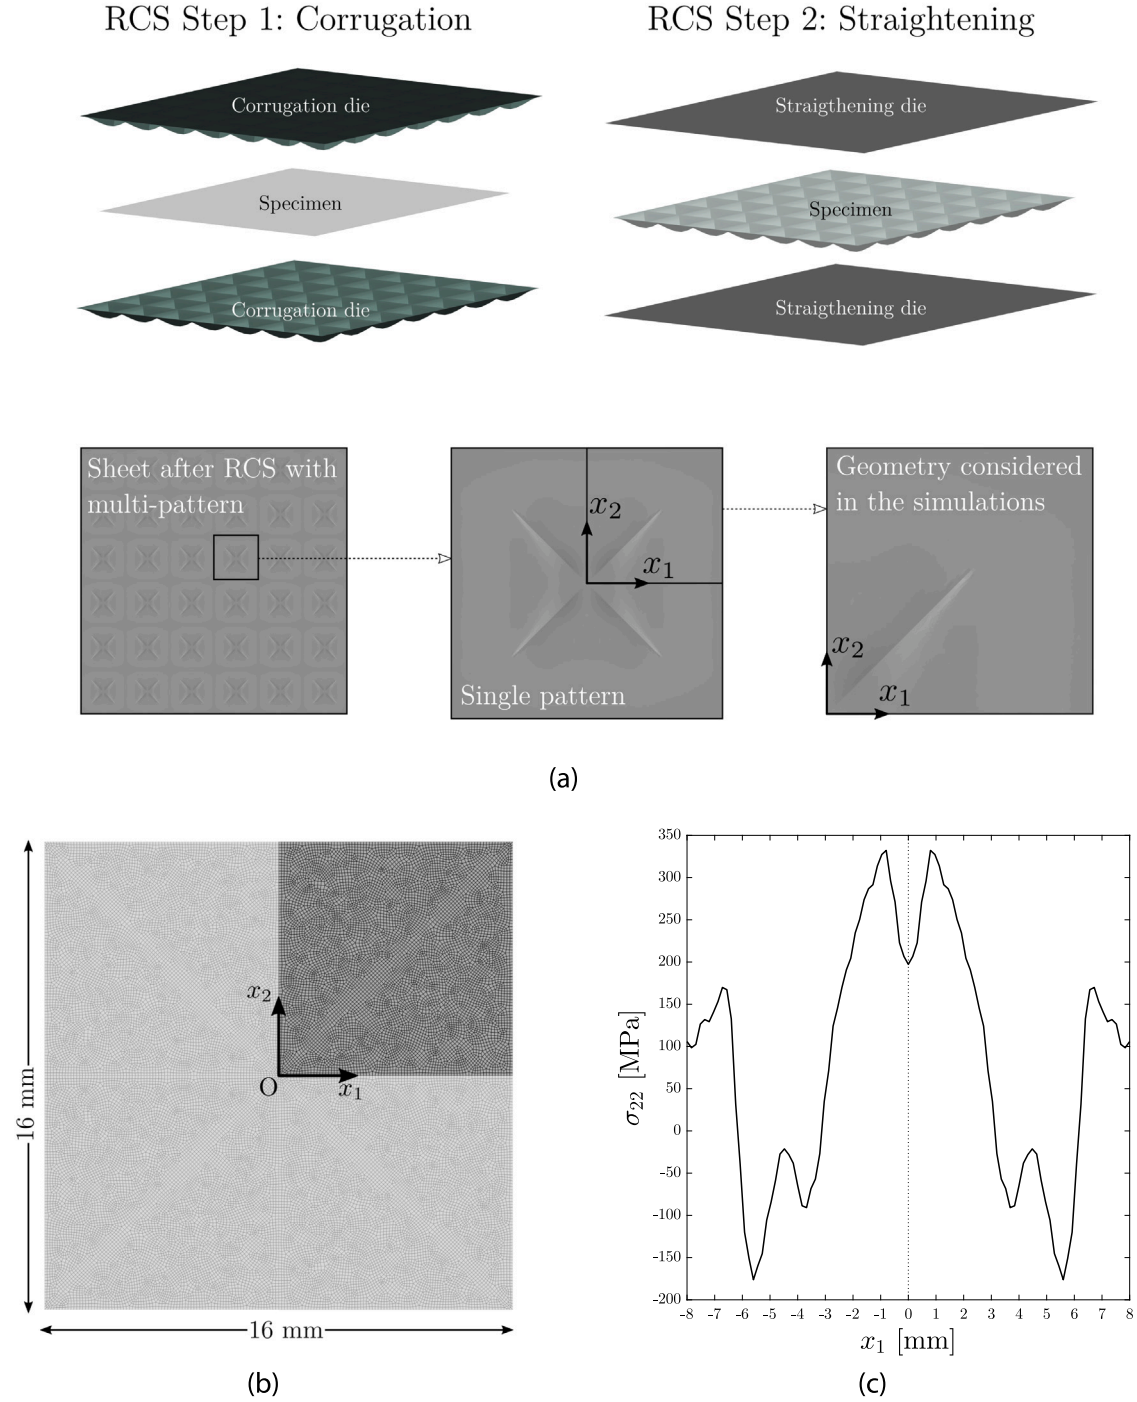 RCS Step 1: Corrugation
RCS Step 2: Straightening
Corrugation die
Specimen
Corrugation die
Straigthening die
Specimen
Straigthening die
Sheet after RCS with
multi-pattern
x2
x1
Single pattern
Geometry considered
in the simulations
x2
x1
(a)
16 mm
x2
O
x1
16 mm
(b)
350
300
250
200
150
100
50
0
-50
-100
-150
-200
σ22 [MPa]
-8 -7 -6 -5 -4 -3 -2 -1 0 1 2 3 4 5 6 7 8
x1 [mm]
(c)